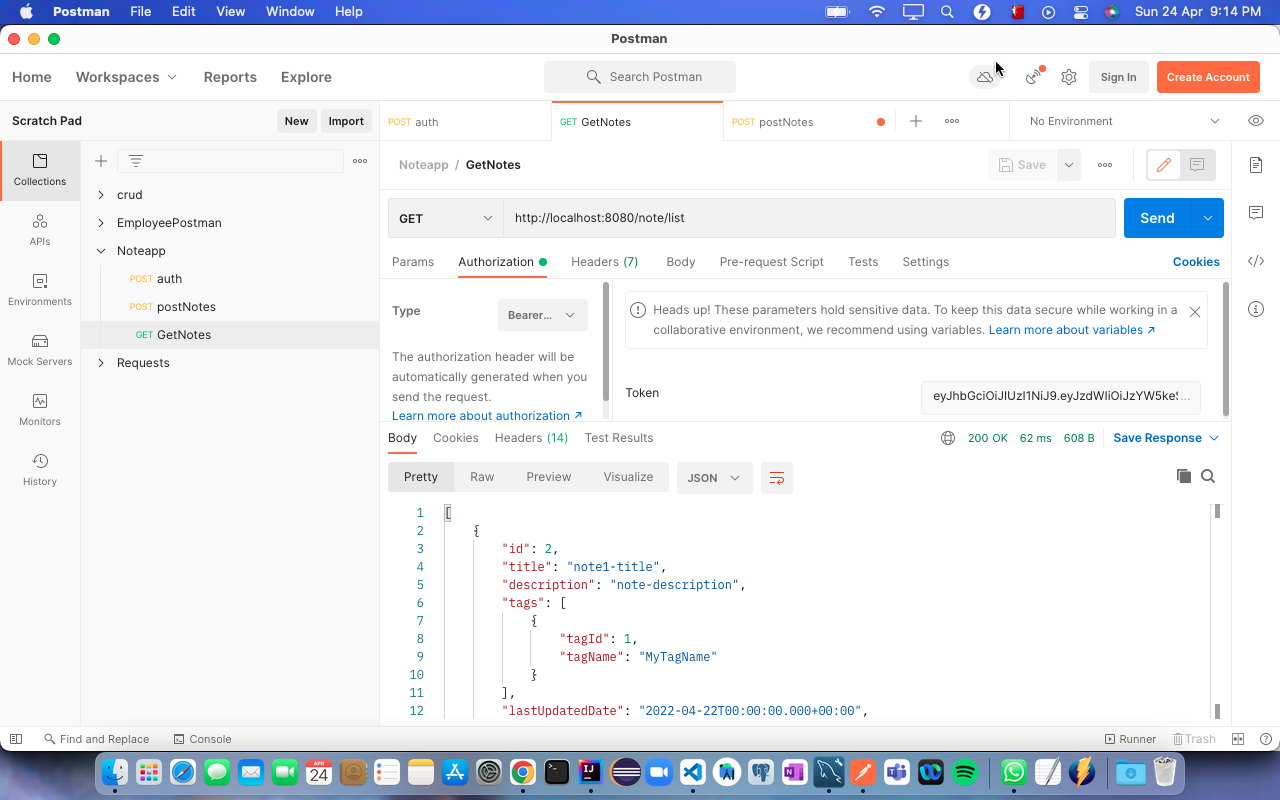 Postman File Edit View Window Help Sun 24 Apr 9:14 PM
Postman
Home Workspaces Reports Explore Search Postman Sign In Create Account
Scratch Pad New Import POST auth GET GetNotes POST postNotes No Environment
Noteapp / GetNotes Save
Collections
APIs
Environments
Mock Servers
Monitors
History
crud
EmployeePostman
Noteapp
POST auth
POST postNotes
GET GetNotes
Requests
GET http://localhost:8080/note/list Send
Params Authorization Headers (7) Body Pre-request Script Tests Settings Cookies
Type Bearer...
The authorization header will be
automatically generated when you
send the request.
Learn more about authorization ↗
Heads up! These parameters hold sensitive data. To keep this data secure while working in a
collaborative environment, we recommend using variables. Learn more about variables ↗
Token
Body Cookies Headers (14) Test Results 200 OK 62 ms 608 B Save Response
Pretty Raw Preview Visualize JSON
1 [
2 {
3 "id": 2,
4 "title": "note1-title",
5 "description": "note-description",
6 "tags": [
7 {
8 "tagId": 1,
9 "tagName": "MyTagName"
10 }
11 ],
12 "lastUpdatedDate": "2022-04-22T00:00:00.000+00:00",
Find and Replace Console Runner Trash
APR
24